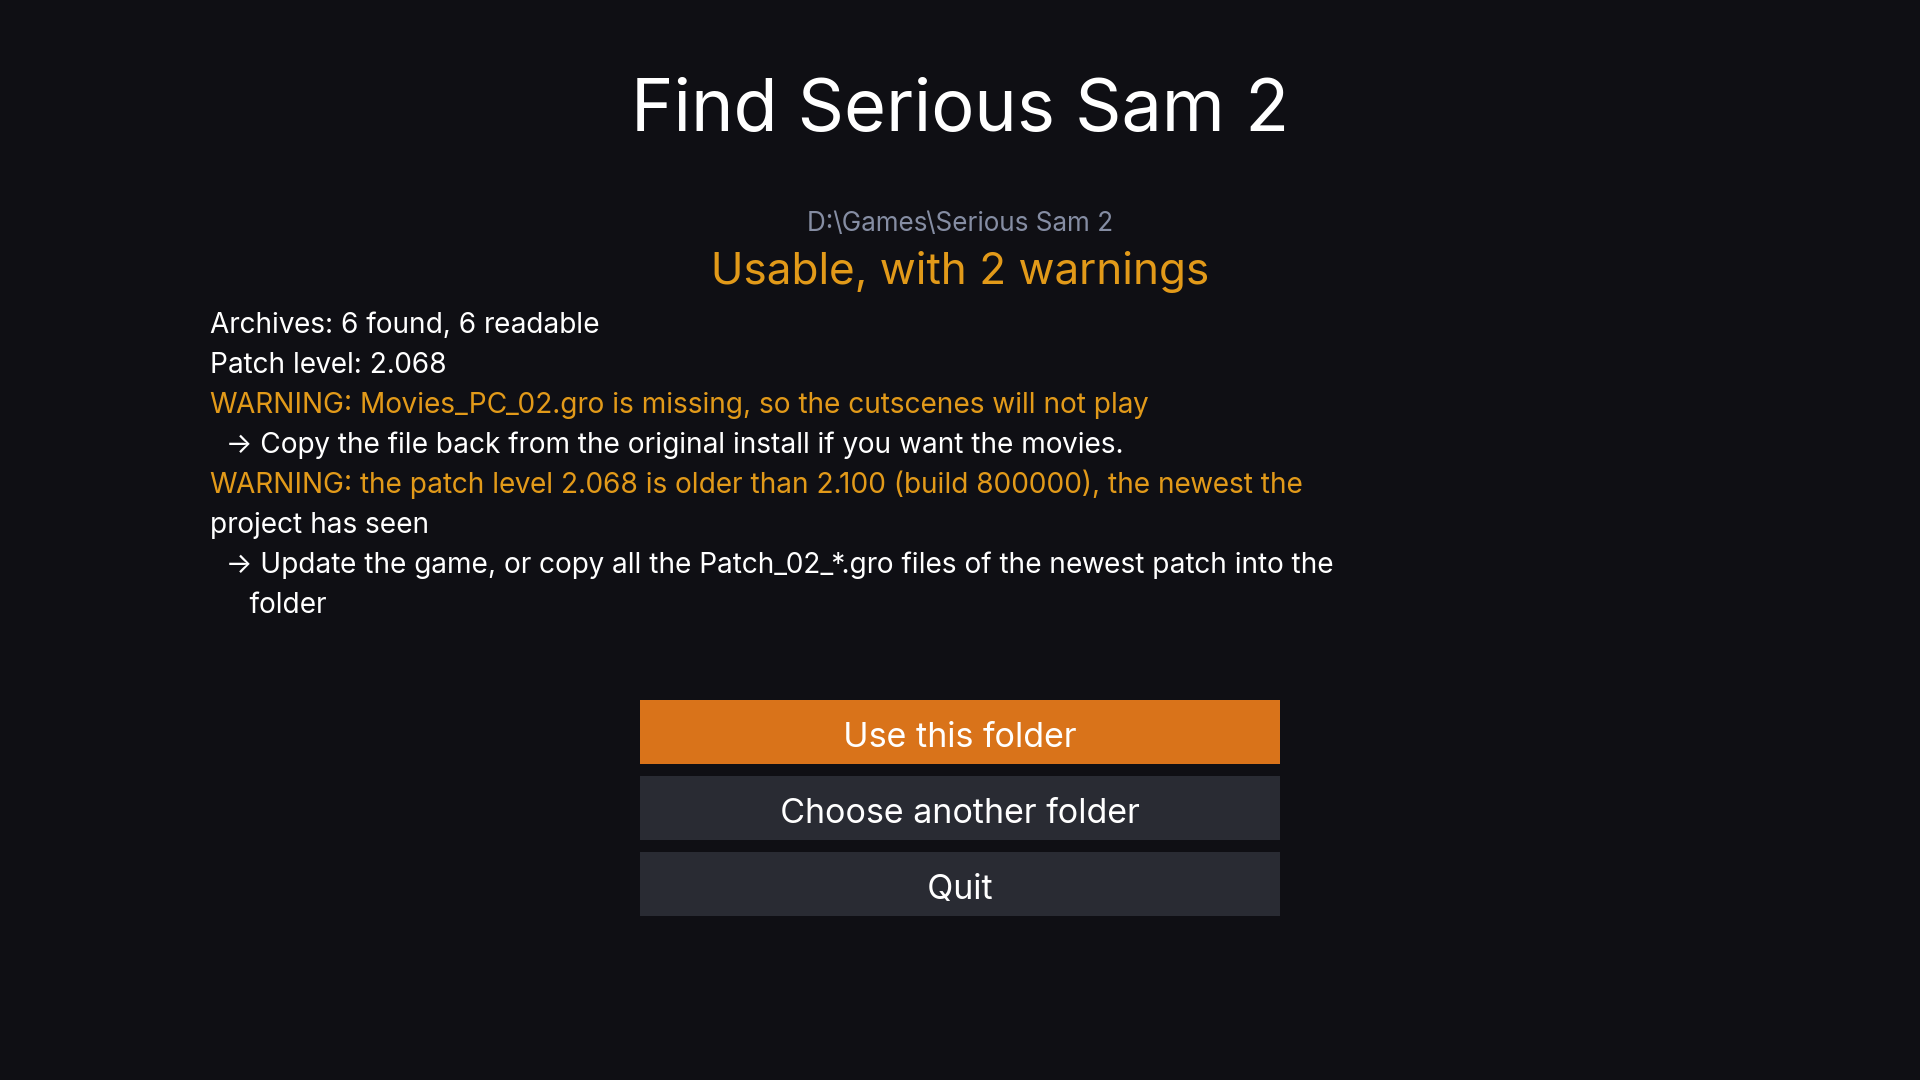 Find Serious Sam 2
D:\Games\Serious Sam 2
Usable, with 2 warnings
Archives: 6 found, 6 readable
Patch level: 2.068
WARNING: Movies_PC_02.gro is missing, so the cutscenes will not play
→ Copy the file back from the original install if you want the movies.
WARNING: the patch level 2.068 is older than 2.100 (build 800000), the newest the
project has seen
→ Update the game, or copy all the Patch_02_*.gro files of the newest patch into the
folder
Use this folder
Choose another folder
Quit